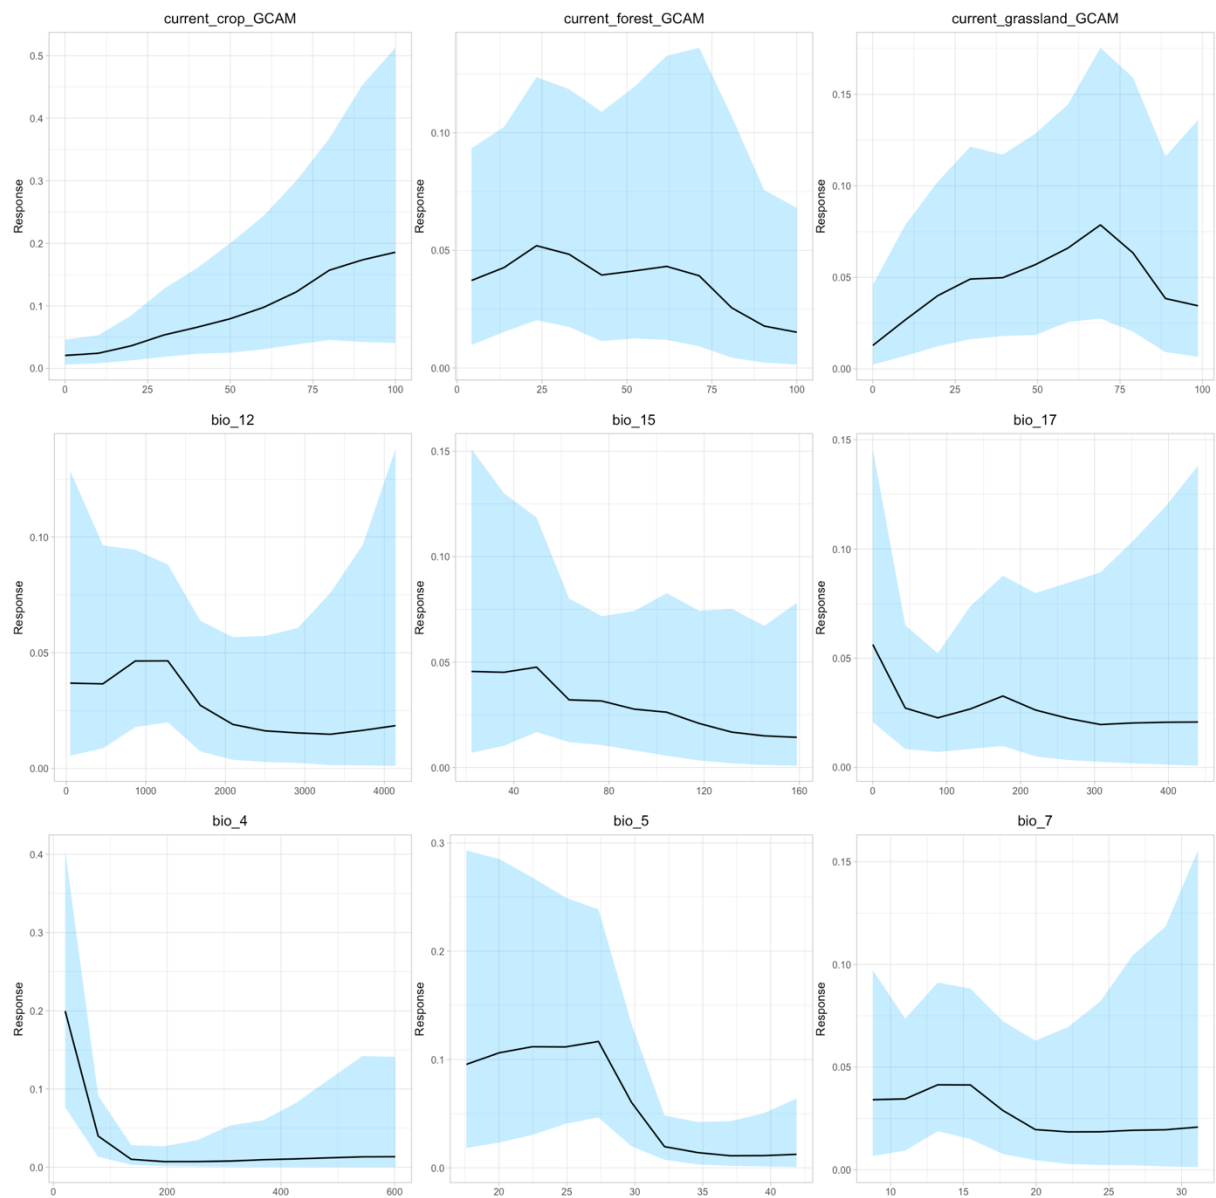 current_crop_GCAM
current_forest_GCAM
current_grassland_GCAM
Response
0.5
0.4
0.3
0.2
0.1
0.0
0 25 50 75 100
Response
0.10
0.05
0.00
0 25 50 75 100
Response
0.15
0.10
0.05
0.00
0 25 50 75 100
bio_12
bio_15
bio_17
Response
0.10
0.05
0.00
0 1000 2000 3000 4000
Response
0.15
0.10
0.05
0.00
40 80 120 160
Response
0.15
0.10
0.05
0.00
0 100 200 300 400
bio_4
bio_5
bio_7
Response
0.4
0.3
0.2
0.1
0.0
0 200 400 600
Response
0.3
0.2
0.1
0.0
20 25 30 35 40
Response
0.15
0.10
0.05
0.00
10 15 20 25 30